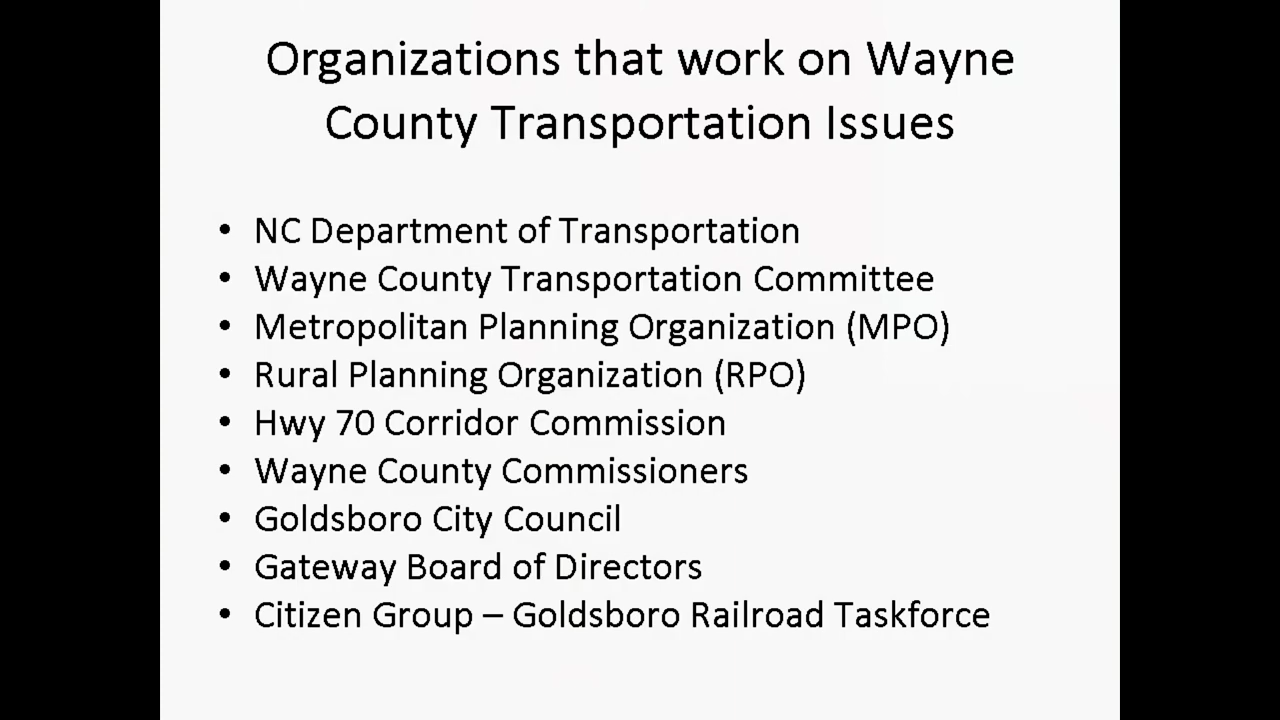 Organizations that work on Wayne
County Transportation Issues
• NC Department of Transportation
• Wayne County Transportation Committee
• Metropolitan Planning Organization (MPO)
• Rural Planning Organization (RPO)
• Hwy 70 Corridor Commission
• Wayne County Commissioners
• Goldsboro City Council
• Gateway Board of Directors
• Citizen Group – Goldsboro Railroad Taskforce